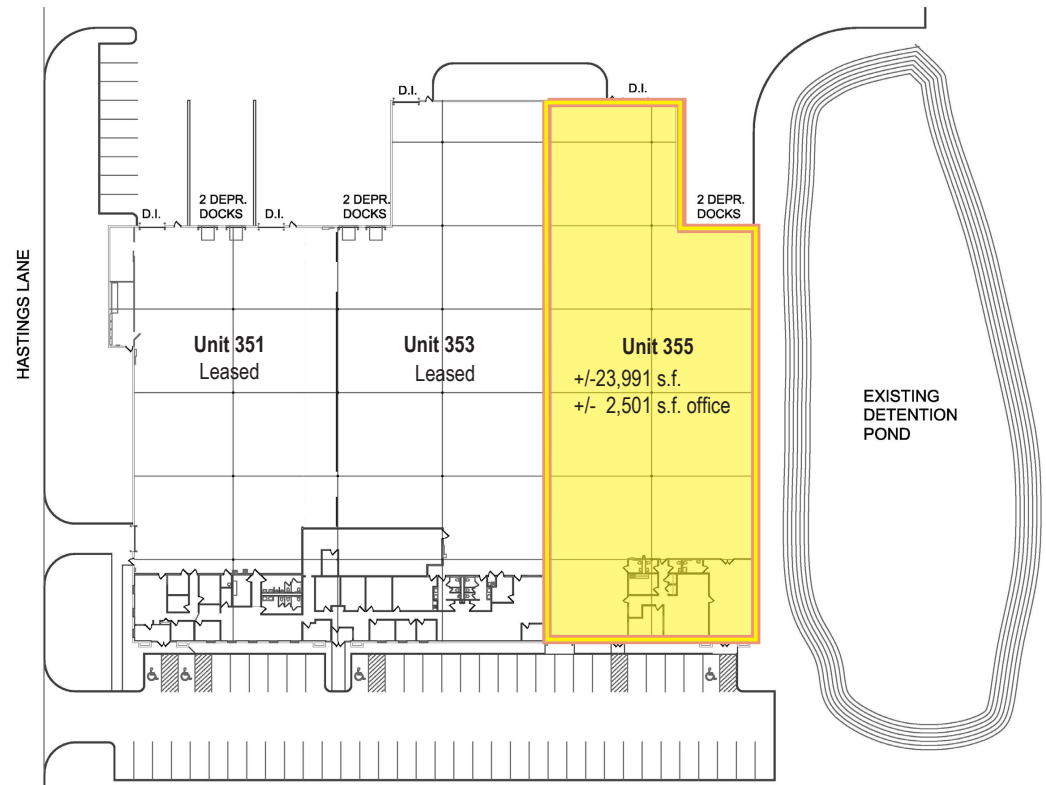 D.I.
D.I.
2 DEPR.
DOCKS
2 DEPR.
DOCKS
2 DEPR.
DOCKS
D.I.
D.I.
HASTINGS LANE
Unit 351
Leased
Unit 353
Leased
Unit 355
+/-23,991 s.f.
+/- 2,501 s.f. office
EXISTING
DETENTION
POND